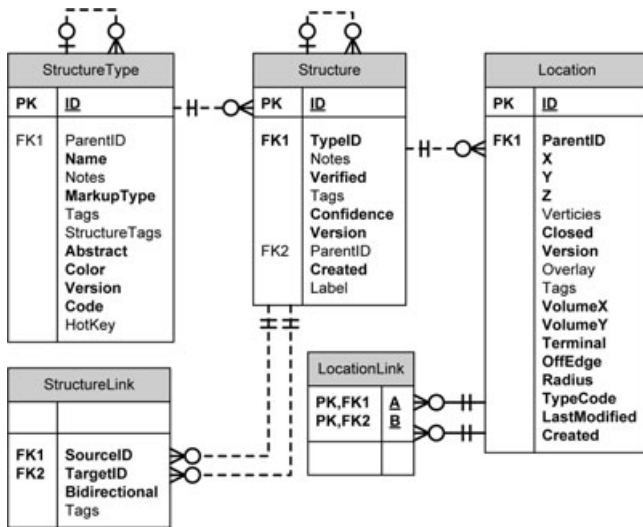 StructureType
PK ID
FK1 ParentID
Name
Notes
MarkupType
Tags
StructureTags
Abstract
Color
Version
Code
HotKey
Structure
PK ID
FK1 TypeID
Notes
Verified
Tags
Confidence
Version
FK2 ParentID
Created
Label
Location
PK ID
FK1 ParentID
X
Y
Z
Verticies
Closed
Version
Overlay
Tags
VolumeX
VolumeY
Terminal
OffEdge
Radius
TypeCode
LastModified
Created
StructureLink
FK1 SourceID
FK2 TargetID
Bidirectional
Tags
LocationLink
PK,FK1 A
PK,FK2 B